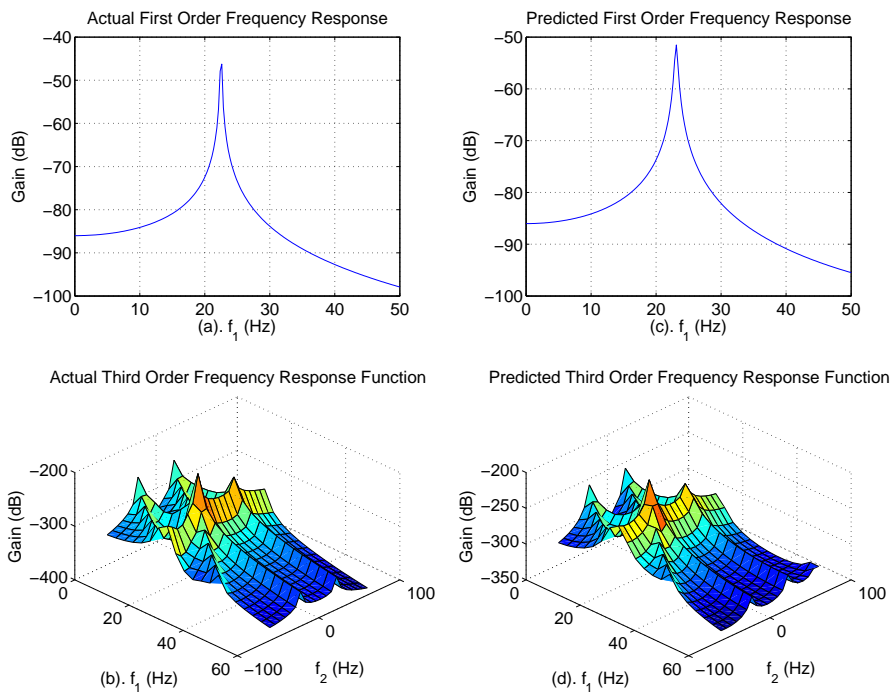 Actual First Order Frequency Response
−40
−50
−60
−70
−80
−90
−100
Gain (dB)
0 10 20 30 40 50
(a). f1 (Hz)
Predicted First Order Frequency Response
−50
−60
−70
−80
−90
−100
Gain (dB)
0 10 20 30 40 50
(c). f1 (Hz)
Actual Third Order Frequency Response Function
−200
−300
−400
Gain (dB)
0 20 40 60
−100 0 100
(b). f1 (Hz)
f2 (Hz)
Predicted Third Order Frequency Response Function
−200
−250
−300
−350
Gain (dB)
0 20 40 60
−100 0 100
(d). f1 (Hz)
f2 (Hz)